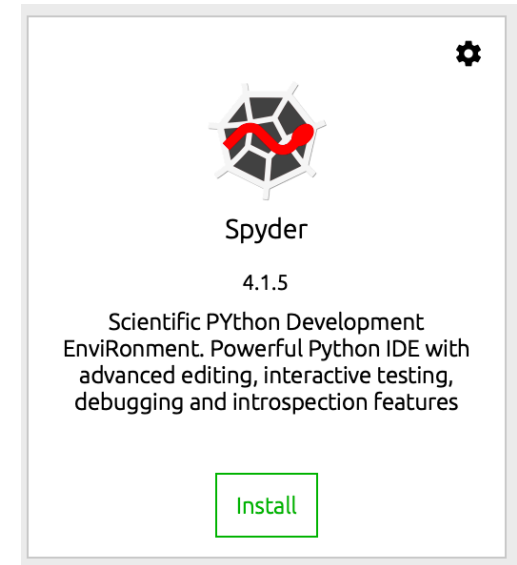 Spyder
4.1.5
Scientific PYthon Development
EnviRonment. Powerful Python IDE with
advanced editing, interactive testing,
debugging and introspection features
Install